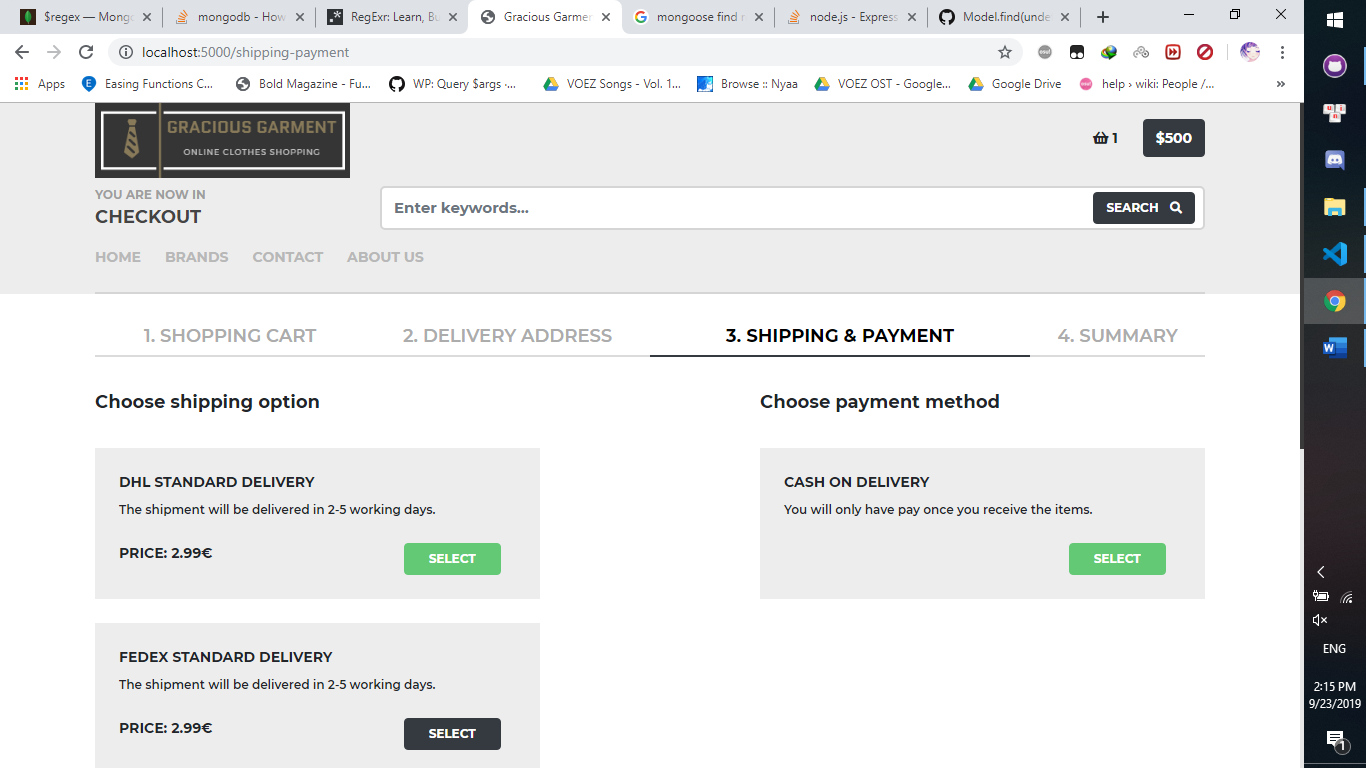 $regex — Mongo
mongodb - How
RegExr: Learn, Bu
Gracious Garmen
mongoose find n
node.js - Express
Model.find(unde
localhost:5000/shipping-payment
Apps
Easing Functions C...
Bold Magazine - Fu...
WP: Query $args -...
VOEZ Songs - Vol. 1...
Browse :: Nyaa
VOEZ OST - Google...
Google Drive
help › wiki: People /...
»
GRACIOUS GARMENT
ONLINE CLOTHES SHOPPING
1
$500
YOU ARE NOW IN
CHECKOUT
Enter keywords...
SEARCH
HOME BRANDS CONTACT ABOUT US
1. SHOPPING CART
2. DELIVERY ADDRESS
3. SHIPPING & PAYMENT
4. SUMMARY
Choose shipping option
DHL STANDARD DELIVERY
The shipment will be delivered in 2-5 working days.
PRICE: 2.99€
SELECT
FEDEX STANDARD DELIVERY
The shipment will be delivered in 2-5 working days.
PRICE: 2.99€
SELECT
Choose payment method
CASH ON DELIVERY
You will only have pay once you receive the items.
SELECT
ENG
2:15 PM
9/23/2019
1